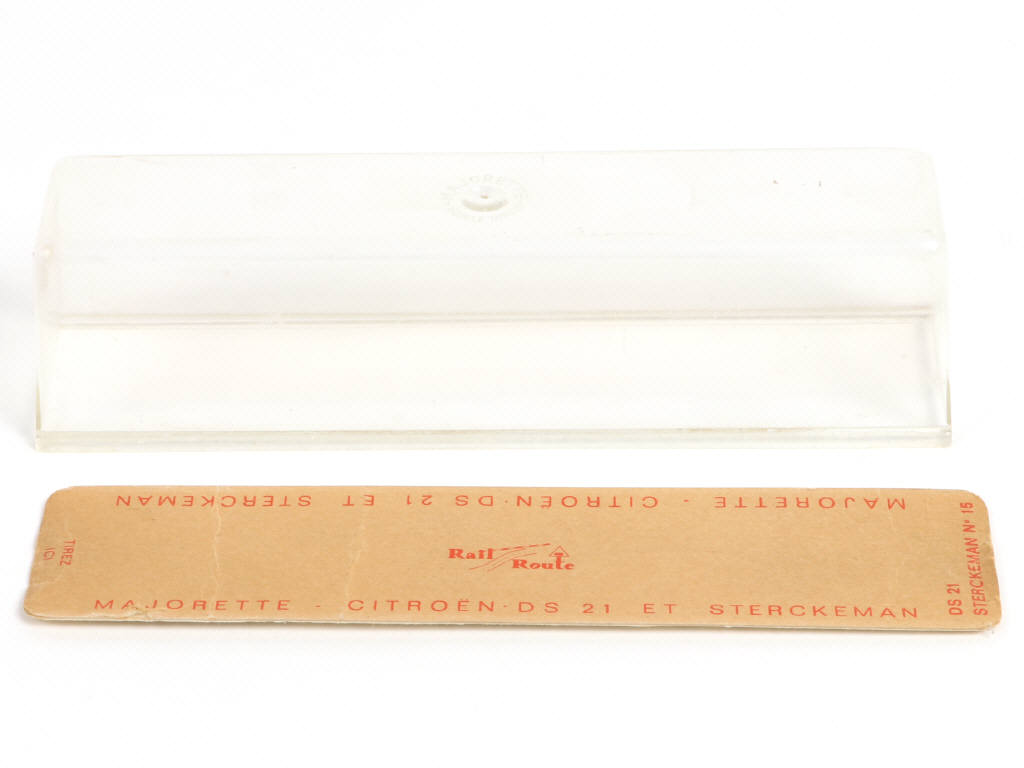 MAJORETTE
MAJORETTE - CITROËN·DS 21 ET STERCKEMAN
TIREZ
ICI
Rail
Route
DS 21
STERCKEMAN N° 15
MAJORETTE - CITROËN·DS 21 ET STERCKEMAN